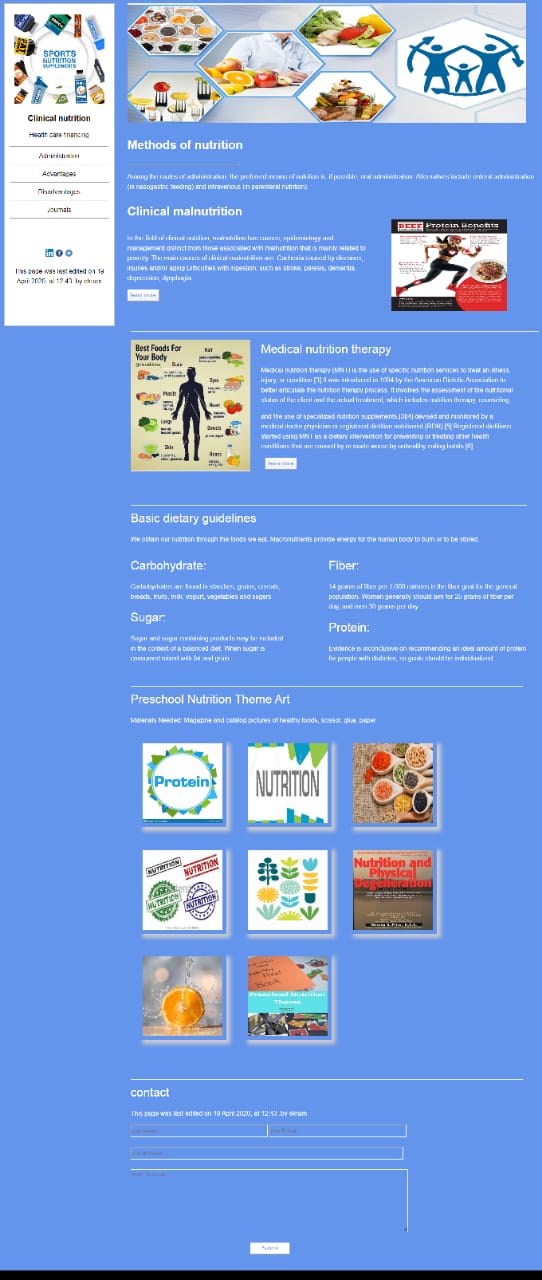 SPORTS
NUTRITION
SUPPLEMENTS
Clinical nutrition
Health care financing
Administration
Advantages
Disadvantages
Journals
This page was last edited on 19
April 2020, at 12:43 .by ekram
Methods of nutrition
Among the routes of administration, the preferred means of nutrition is, if possible, oral administration. Alternatives include enteral administration
(in nasogastric feeding) and intravenous (in parenteral nutrition).
Clinical malnutrition
In the field of clinical nutrition, malnutrition has causes, epidemiology and
management distinct from those associated with malnutrition that is mainly related to
poverty. The main causes of clinical malnutrition are: Cachexia caused by diseases,
injuries and/or aging Difficulties with ingestion, such as stroke, paresis, dementia,
depression, dysphagia.
learn more
BEEF Protein Benefits
Best Foods For
Your Body
Brain
Hair
Eyes
Muscles
Heart
Lungs
Bowels
Skin
Bones
Medical nutrition therapy
Medical nutrition therapy (MNT) is the use of specific nutrition services to treat an illness,
injury, or condition.[3] It was introduced in 1994 by the American Dietetic Association to
better articulate the nutrition therapy process. It involves the assessment of the nutritional
status of the client and the actual treatment, which includes nutrition therapy, counseling,
and the use of specialized nutrition supplements,[3][4] devised and monitored by a
medical doctor physician or registered dietitian nutritionist (RDN).[5] Registered dietitians
started using MNT as a dietary intervention for preventing or treating other health
conditions that are caused by or made worse by unhealthy eating habits.[6]
learn more
Basic dietary guidelines
We obtain our nutrition through the foods we eat. Macronutrients provide energy for the human body to burn or to be stored.
Carbohydrate:
Carbohydrates are found in starches, grains, cereals,
breads, fruits, milk, yogurt, vegetables and sugars
Sugar:
Sugar and sugar containing products may be included
in the context of a balanced diet. When sugar is
consumed mixed with fat and grain
Fiber:
14 grams of fiber per 1,000 calories is the fiber goal for the general
population. Women generally should aim for 25 grams of fiber per
day, and men 38 grams per day
Protein:
Evidence is inconclusive on recommending an ideal amount of protein
for people with diabetes, so goals should be individualized
Preschool Nutrition Theme Art
Materials Needed: Magazine and catalog pictures of healthy foods, scissor, glue, paper
Protein
NUTRITION
NUTRITION
NUTRITION
NUTRITION
NUTRITION
Nutrition and
Physical
Degeneration
Book
Preschool Nutrition
Theme
contact
This page was last edited on 19 April 2020, at 12:43 .by ekram
Submit